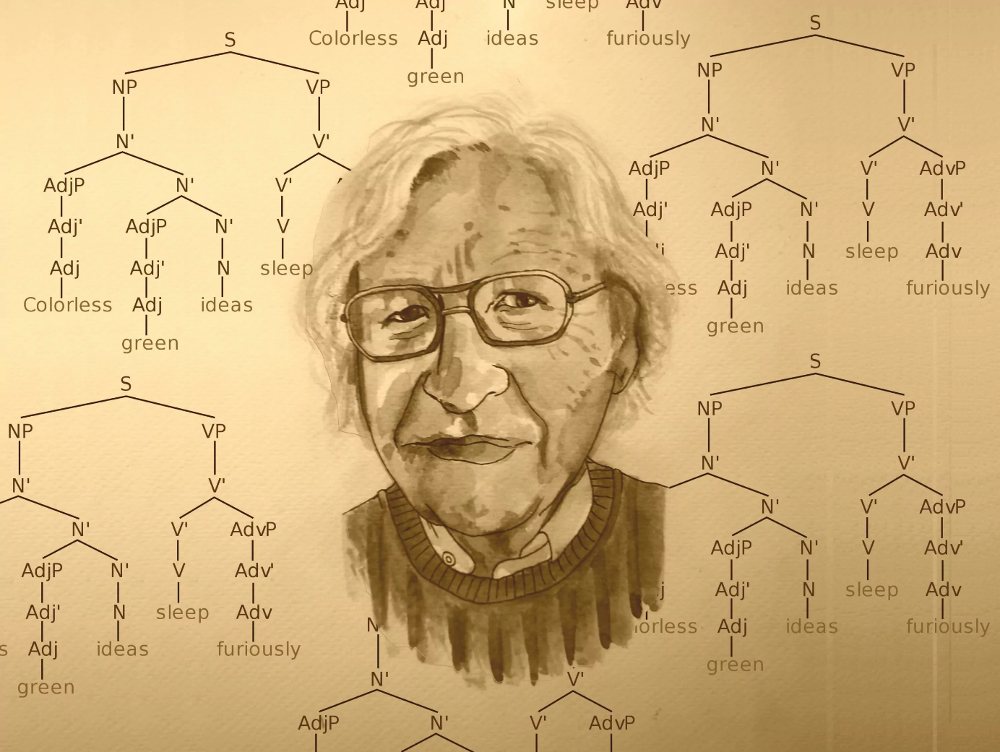 Adj Adj N sleep Adv
Colorless Adj ideas furiously
green
S
NP VP
N' V'
AdjP N' V'
Adj' AdjP N' V
Adj Adj' N sleep
Colorless Adj ideas
green
S
NP VP
N' V'
AdjP N' V' AdvP
Adj' AdjP N' V Adv'
Adj' N sleep Adv
ess Adj ideas furiously
green
S
NP VP
N' V'
N' V' AdvP
AdjP N' V Adv'
Adj' N sleep Adv
s Adj ideas furiously
green
S
NP VP
N' V'
N' V' AdvP
AdjP N' V Adv'
j Adj' N sleep Adv
orless Adj ideas furiously
green
N
N' V'
AdjP N' V' AdvP